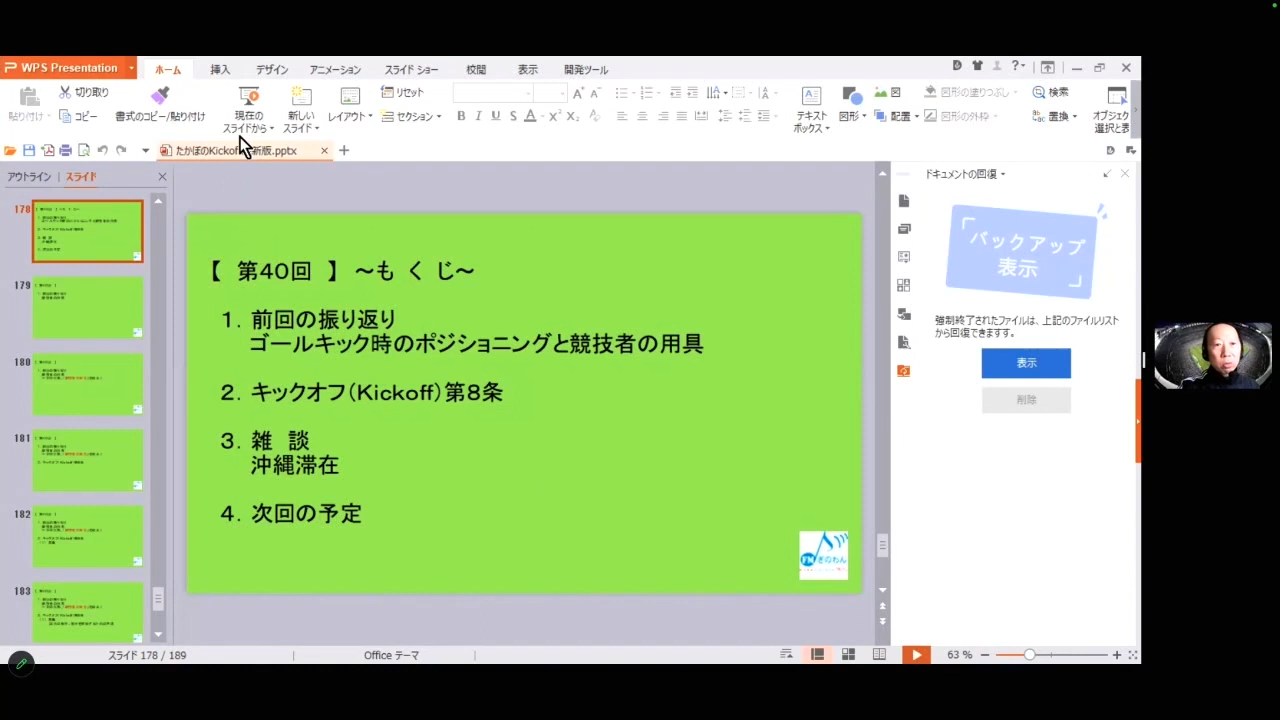 WPS Presentation
ホーム 挿入 デザイン アニメーション スライド ショー 校閲 表示 開発ツール
貼り付け 切り取り コピー 書式のコピー/貼り付け 現在の スライドから 新しい スライド レイアウト リセット セクション B I U S A X² X₂ テキスト ボックス 図形 図 配置 図形の塗りつぶし 図形の外枠 検索 置換 オブジェク 選択と表
たかぽのKickoff 新版.pptx
アウトライン スライド
178
179
180
181
182
183
【 第40回 】 ～も く じ～
1．前回の振り返り
ゴールキック時のポジショニングと競技者の用具
2．キックオフ（Kickoff）第8条
3．雑 談
沖縄滞在
4．次回の予定
FMぎのわん
ドキュメントの回復
バックアップ
表示
強制終了されたファイルは、上記のファイルリスト
から回復できますす。
表示
削除
スライド 178 / 189 Office テーマ 63 %